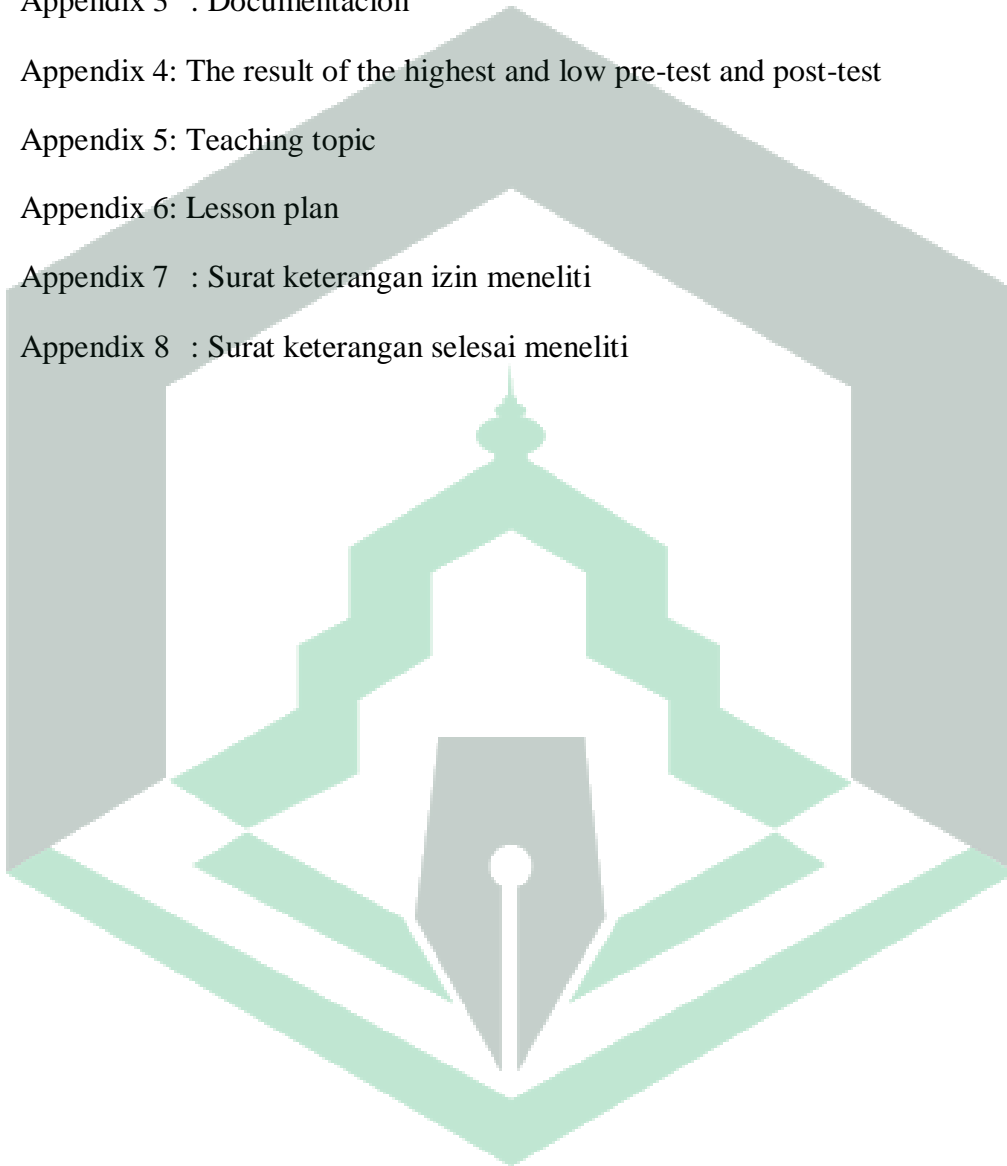 Appendix 3 : Documentacion
Appendix 4: The result of the highest and low pre-test and post-test
Appendix 5: Teaching topic
Appendix 6: Lesson plan
Appendix 7 : Surat keterangan izin meneliti
Appendix 8 : Surat keterangan selesai meneliti